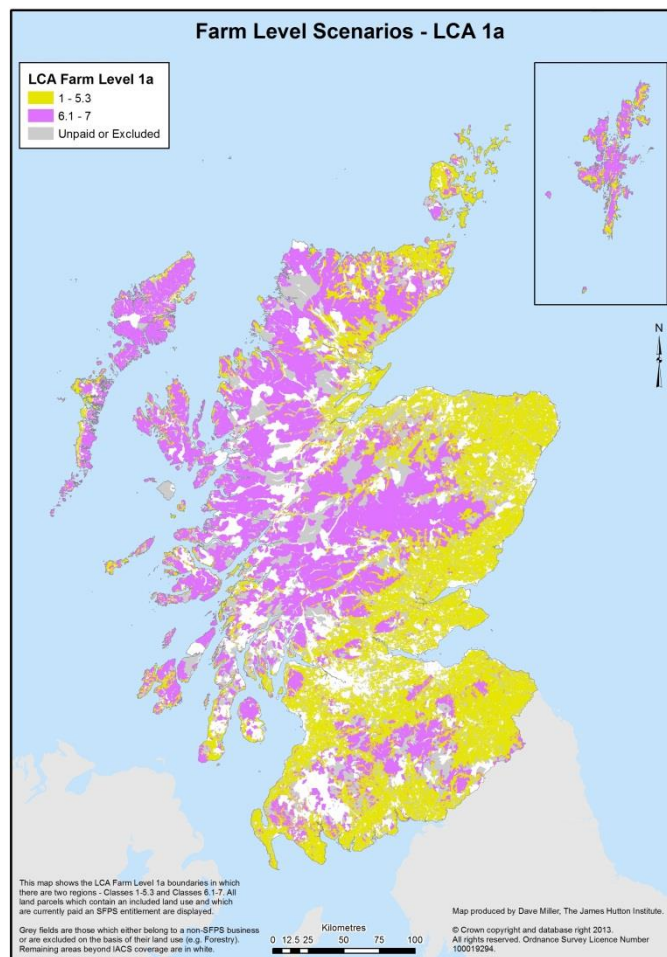 Farm Level Scenarios - LCA 1a
LCA Farm Level 1a
1 - 5.3
6.1 - 7
Unpaid or Excluded
N
This map shows the LCA Farm Level 1a boundaries in which
there are two regions - Classes 1-5.3 and Classes 6.1-7. All
land parcels which contain an included land use and which
are currently paid an SFPS entitlement are displayed.
Grey fields are those which either belong to a non-SFPS business
or are excluded on the basis of their land use (e.g. Forestry).
Remaining areas beyond IACS coverage are in white.
Kilometres
0 12.5 25 50 75 100
Map produced by Dave Miller, The James Hutton Institute.
© Crown copyright and database right 2013.
All rights reserved. Ordnance Survey Licence Number
100019294.